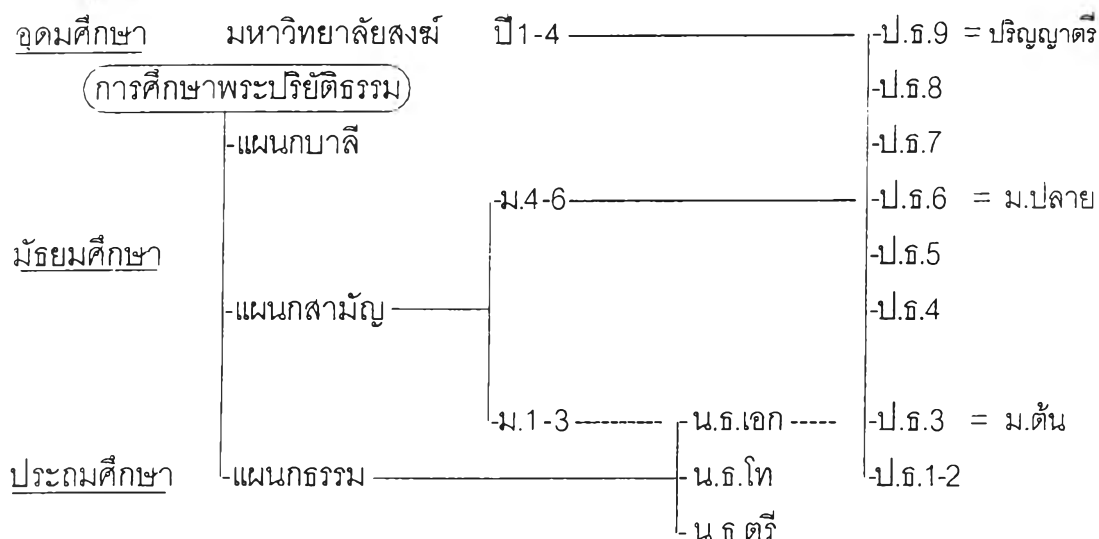 อุดมศึกษา มหาวิทยาลัยสงฆ์ ปี1-4 -ป.ธ.9 = ปริญญาตรี
การศึกษาพระปริยัติธรรม -ป.ธ.8
-แผนกบาลี -ป.ธ.7
-ม.4-6 -ป.ธ.6 = ม.ปลาย
มัธยมศึกษา -ป.ธ.5
-แผนกสามัญ -ป.ธ.4
-ม.1-3 - น.ธ.เอก -ป.ธ.3 = ม.ต้น
ประถมศึกษา -แผนกธรรม - น.ธ.โท -ป.ธ.1-2
- น.ธ.ตรี